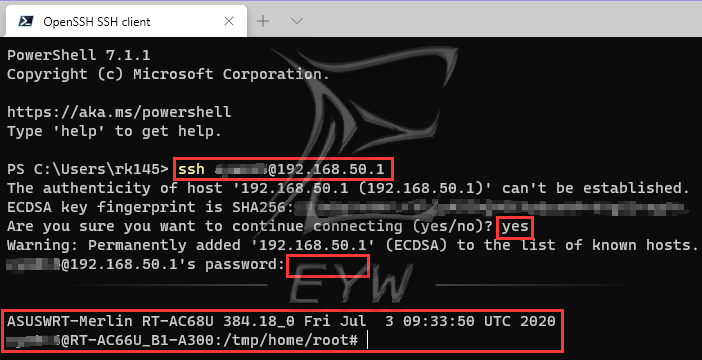 OpenSSH SSH client
PowerShell 7.1.1
Copyright (c) Microsoft Corporation.
https://aka.ms/powershell
Type 'help' to get help.
PS C:\Users\rk145> ssh @192.168.50.1
The authenticity of host '192.168.50.1 (192.168.50.1)' can't be established.
ECDSA key fingerprint is SHA256:
Are you sure you want to continue connecting (yes/no)? yes
Warning: Permanently added '192.168.50.1' (ECDSA) to the list of known hosts.
@192.168.50.1's password:
EYW
ASUSWRT-Merlin RT-AC68U 384.18_0 Fri Jul  3 09:33:50 UTC 2020
@RT-AC66U_B1-A300:/tmp/home/root#